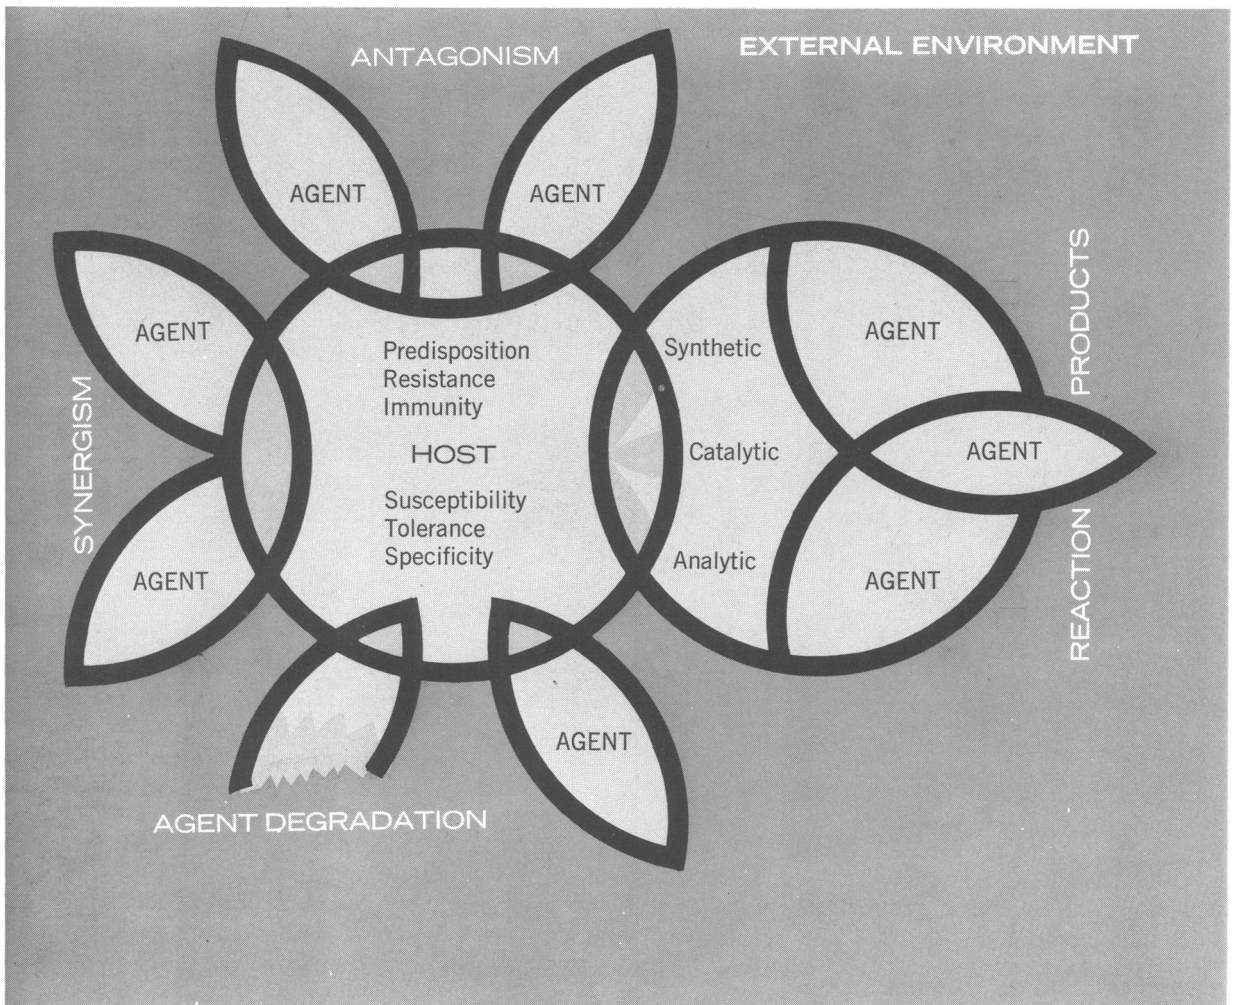 ANTAGONISM
EXTERNAL ENVIRONMENT
AGENT
AGENT
AGENT
AGENT
SYNERGISM
Predisposition
Resistance
Immunity
HOST
Susceptibility
Tolerance
Specificity
Synthetic
Catalytic
Analytic
AGENT
AGENT
AGENT
REACTION PRODUCTS
AGENT
AGENT DEGRADATION